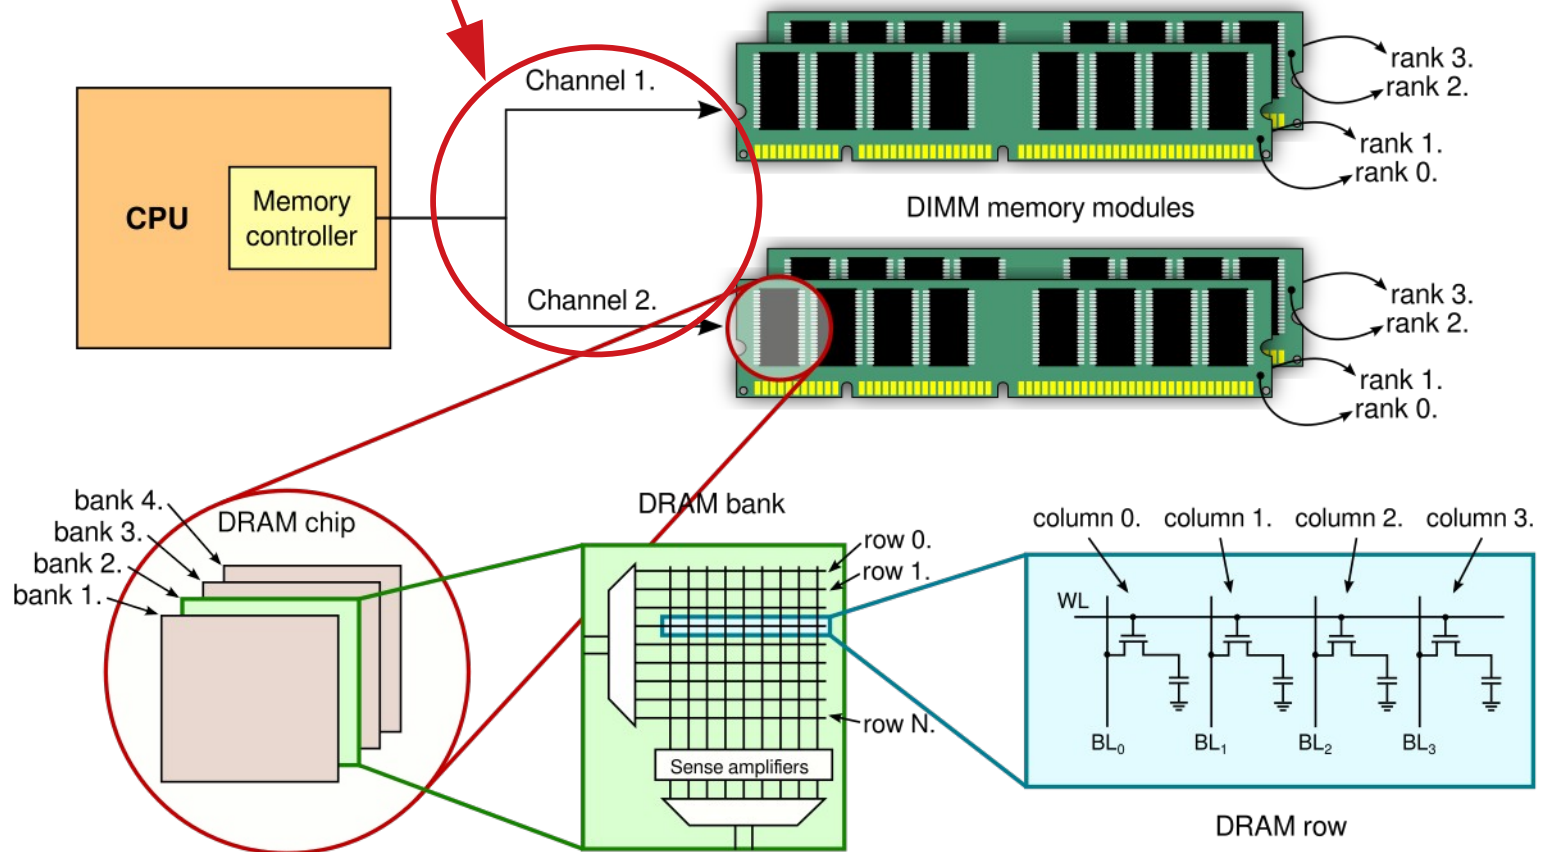 Channel 1.
rank 3.
rank 2.
rank 1.
rank 0.
CPU
Memory
controller
DIMM memory modules
Channel 2.
rank 3.
rank 2.
rank 1.
rank 0.
bank 4.
bank 3.
bank 2.
bank 1.
DRAM chip
DRAM bank
row 0.
row 1.
row N.
Sense amplifiers
column 0.
column 1.
column 2.
column 3.
WL
BL0
BL1
BL2
BL3
DRAM row